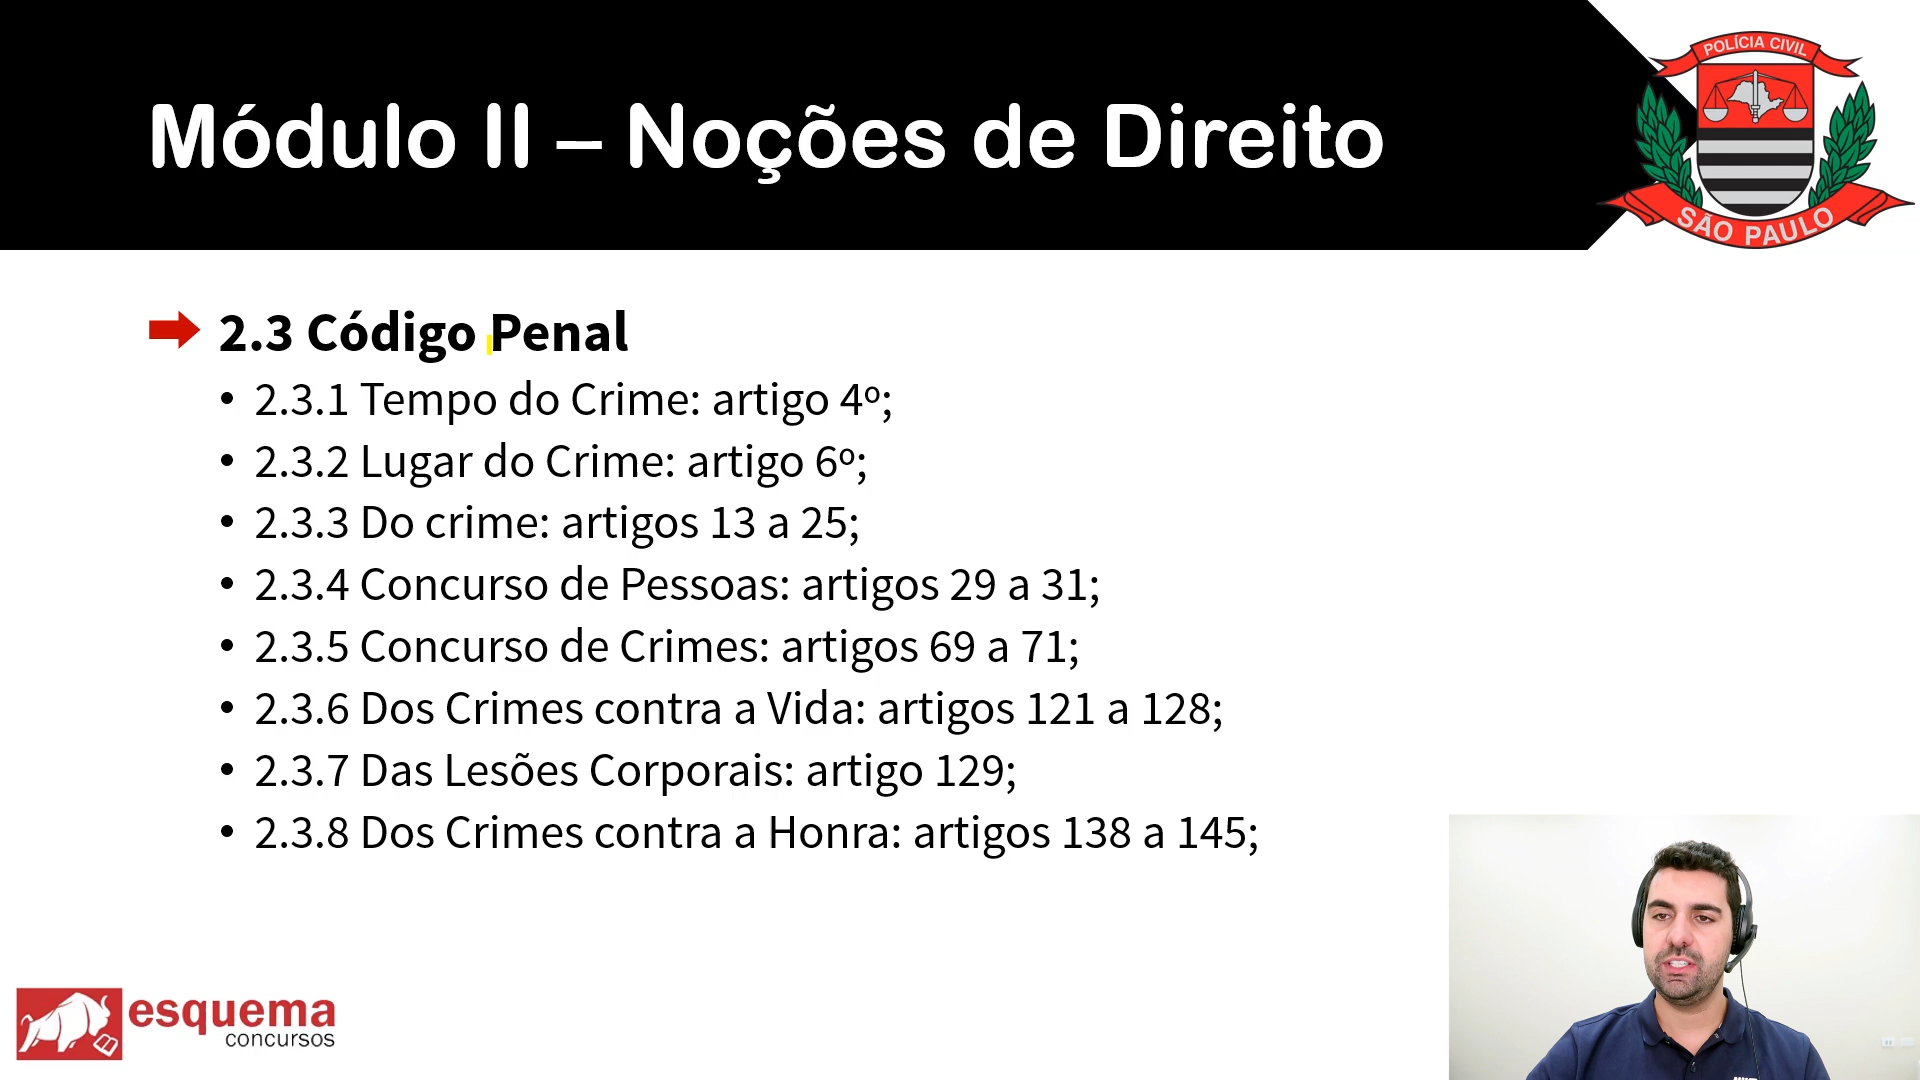 Módulo II – Noções de Direito
POLÍCIA CIVIL
SÃO PAULO
2.3 Código Penal
• 2.3.1 Tempo do Crime: artigo 4º;
• 2.3.2 Lugar do Crime: artigo 6º;
• 2.3.3 Do crime: artigos 13 a 25;
• 2.3.4 Concurso de Pessoas: artigos 29 a 31;
• 2.3.5 Concurso de Crimes: artigos 69 a 71;
• 2.3.6 Dos Crimes contra a Vida: artigos 121 a 128;
• 2.3.7 Das Lesões Corporais: artigo 129;
• 2.3.8 Dos Crimes contra a Honra: artigos 138 a 145;
esquema
concursos